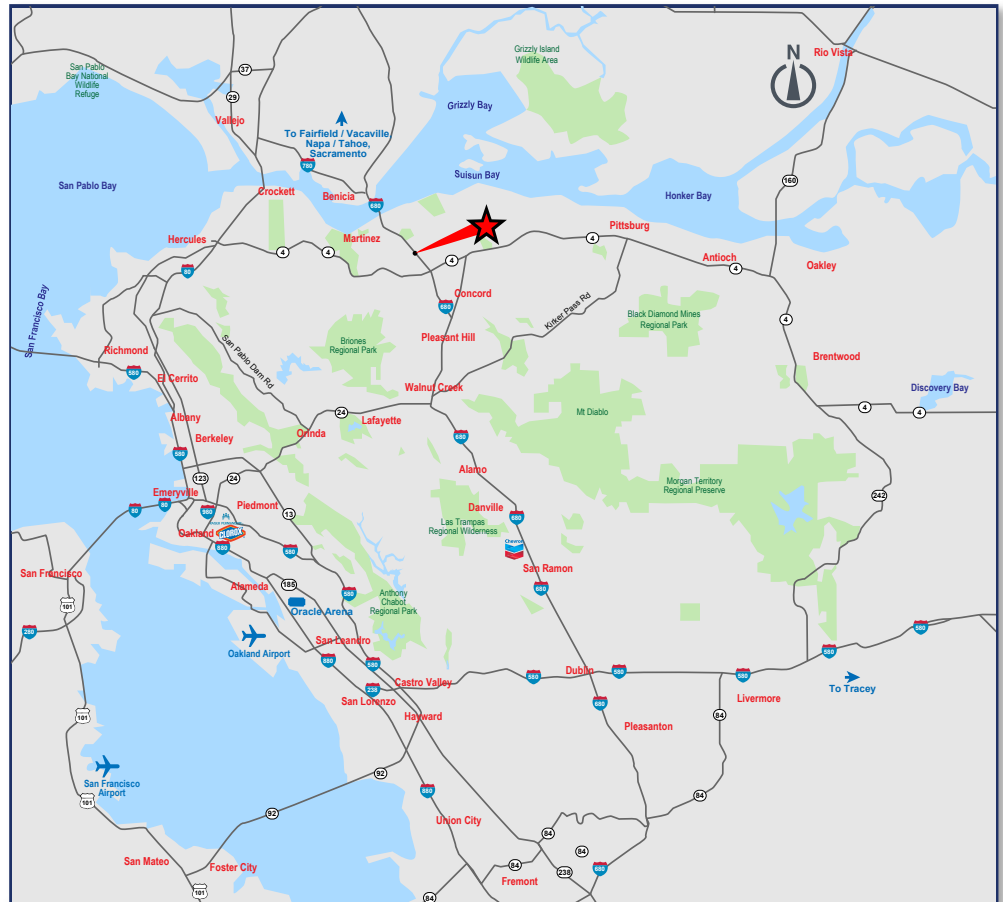 Rio Vista
N
Grizzly Island
Wildlife Area
San Pablo
Bay National
Wildlife
Refuge
37
29
Vallejo
Grizzly Bay
To Fairfield / Vacaville
Napa / Tahoe,
Sacramento
780
San Pablo Bay
Suisun Bay
160
Crockett
Benicia
Honker Bay
680
Hercules
Martinez
Pittsburg
4
4
4
4
Antioch
4
Oakley
80
Concord
680
San Francisco Bay
Kirker Pass Rd
Black Diamond Mines
Regional Park
4
Pleasant Hill
San Pablo Dam Rd
Briones
Regional Park
Richmond
580
El Cerrito
Brentwood
Walnut Creek
Discovery Bay
Mt Diablo
4
4
24
Albany
Lafayette
Berkeley
Orinda
680
580
Alamo
123
24
Morgan Territory
Regional Preserve
Emeryville
242
Piedmont
80
80
580
13
Danville
680
Las Trampas
Regional Wilderness
Oakland
CLOROX
880
580
Chevron
San Francisco
San Ramon
185
Alameda
580
680
101
Anthony
Chabot
Regional Park
Oracle Arena
280
580
San Leandro
Oakland Airport
880
580
580
Dublin
680
580
580
Castro Valley
238
To Tracey
San Lorenzo
Livermore
680
Hayward
84
101
Pleasanton
92
San Francisco
Airport
880
84
101
92
Union City
84
84
San Mateo
Foster City
84
238
680
Fremont
101
84